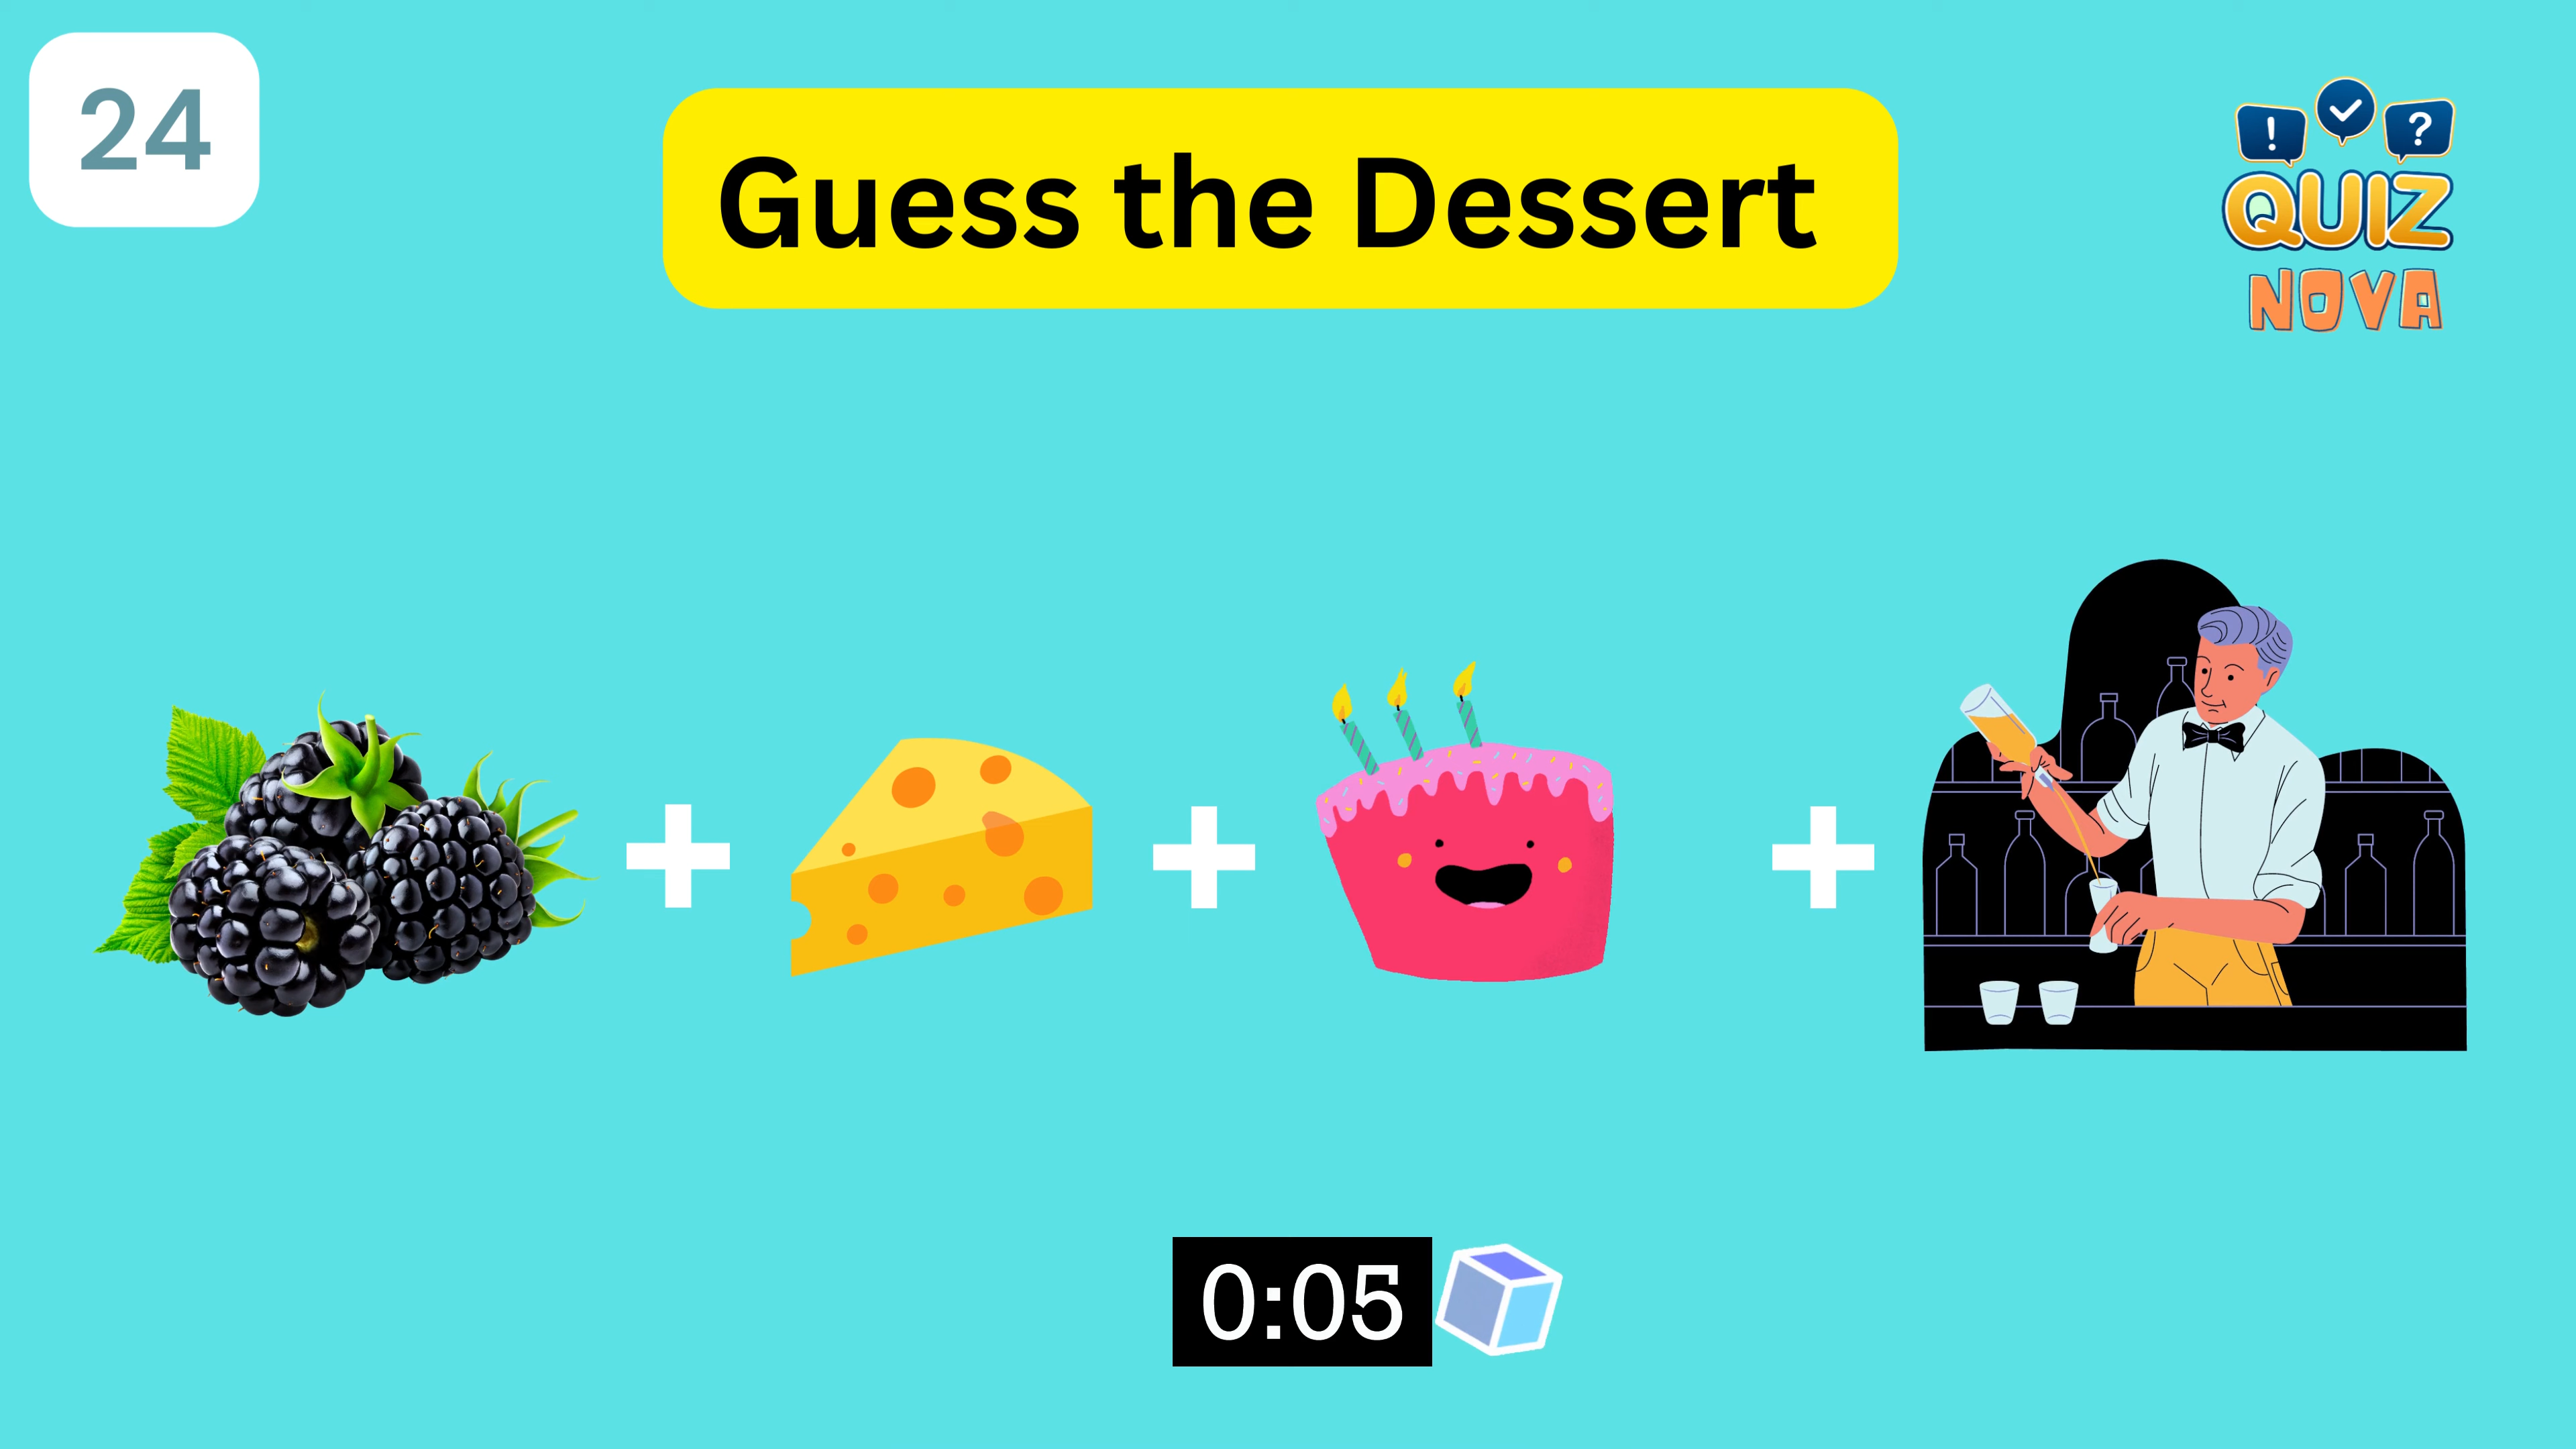 24
Guess the Dessert
! ?
QUIZ
NOVA
+ + +
0:05